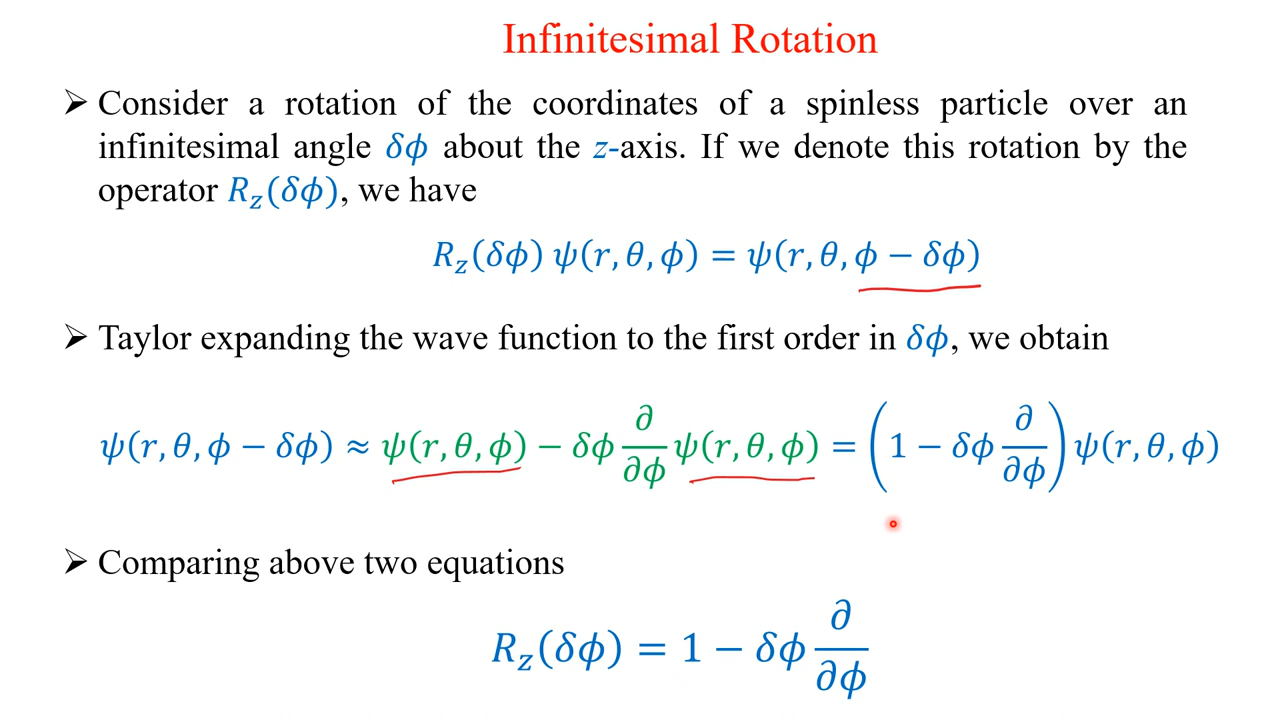 Infinitesimal Rotation
➢ Consider a rotation of the coordinates of a spinless particle over an
infinitesimal angle δϕ about the z-axis. If we denote this rotation by the
operator R_z(δϕ), we have
R_z(δϕ) ψ(r, θ, ϕ) = ψ(r, θ, ϕ − δϕ)
➢ Taylor expanding the wave function to the first order in δϕ, we obtain
ψ(r, θ, ϕ − δϕ) ≈ ψ(r, θ, ϕ) − δϕ ∂/∂ϕ ψ(r, θ, ϕ) = (1 − δϕ ∂/∂ϕ) ψ(r, θ, ϕ)
➢ Comparing above two equations
R_z(δϕ) = 1 − δϕ ∂/∂ϕ